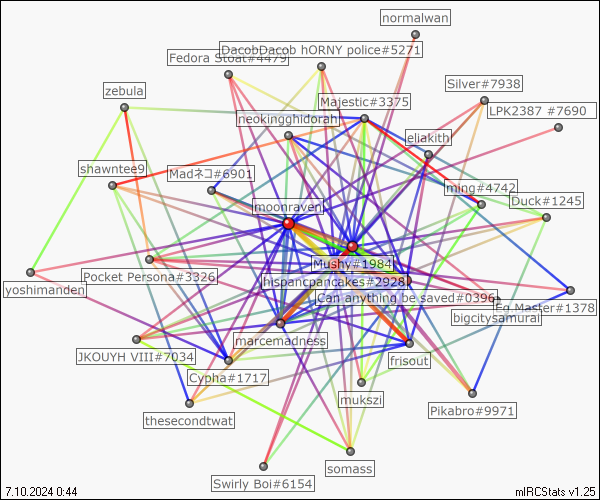 normalwan
DacobDacob hORNY police#5271
Fedora Stoat#4479
Silver#7938
zebula
Majestic#3375
LPK2387 #7690
neokingghidorah
eliakith
shawntee9
Madネコ#6901
ming#4742
Duck#1245
moonraven
Mushy#1984
Pocket Persona#3326
hispancpancakes#2928
yoshimanden
Can anything be saved#0396
Eg.Master#1378
bigcitysamurai
marcemadness
JKOUYH VIII#7034
frisout
Cypha#1717
mukszi
thesecondtwat
Pikabro#9971
somass
Swirly Boi#6154
7.10.2024 0:44
mIRCStats v1.25